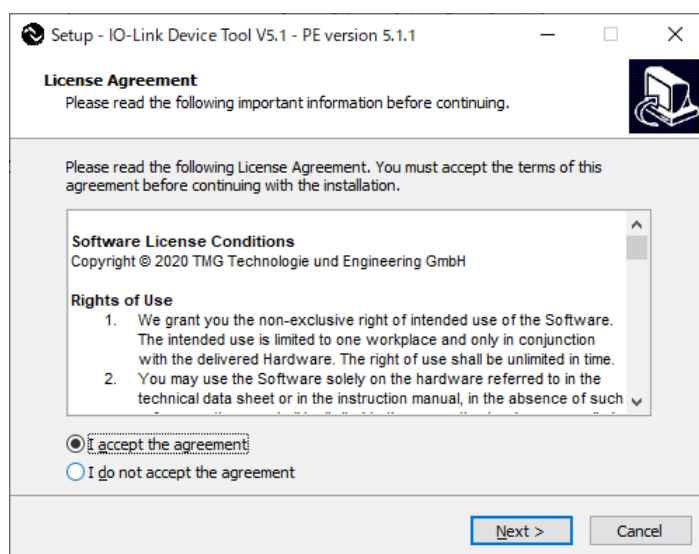 Setup - IO-Link Device Tool V5.1 - PE version 5.1.1
License Agreement
Please read the following important information before continuing.
Please read the following License Agreement. You must accept the terms of this
agreement before continuing with the installation.
Software License Conditions
Copyright © 2020 TMG Technologie und Engineering GmbH
Rights of Use
1. We grant you the non-exclusive right of intended use of the Software.
The intended use is limited to one workplace and only in conjunction
with the delivered Hardware. The right of use shall be unlimited in time.
2. You may use the Software solely on the hardware referred to in the
technical data sheet or in the instruction manual, in the absence of such
I accept the agreement
I do not accept the agreement
Next >
Cancel